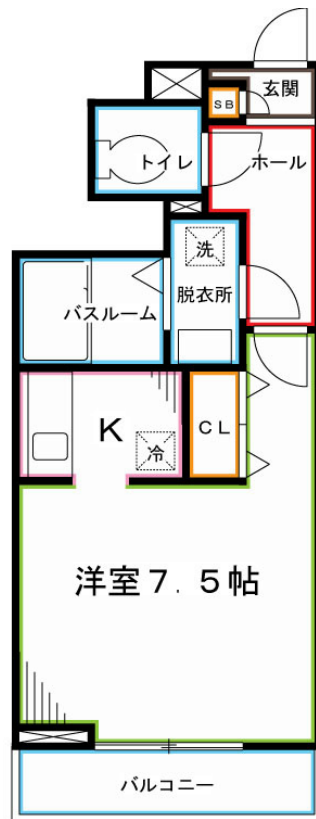 玄関
SB
トイレ
ホール
洗
脱衣所
バスルーム
K
冷
CL
洋室7.5帖
バルコニー